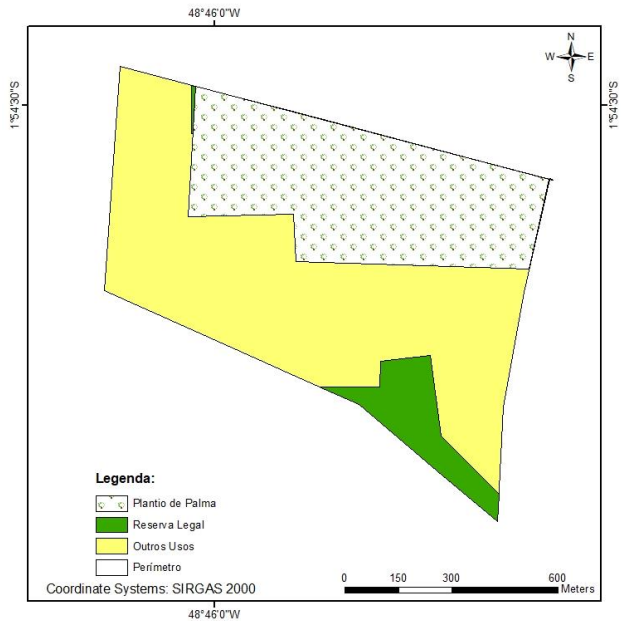 48°46'0"W
N
W E
S
1°54'30"S
1°54'30"S
Legenda:
Plantio de Palma
Reserva Legal
Outros Usos
Perímetro
Coordinate Systems: SIRGAS 2000
0 150 300 600
Meters
48°46'0"W